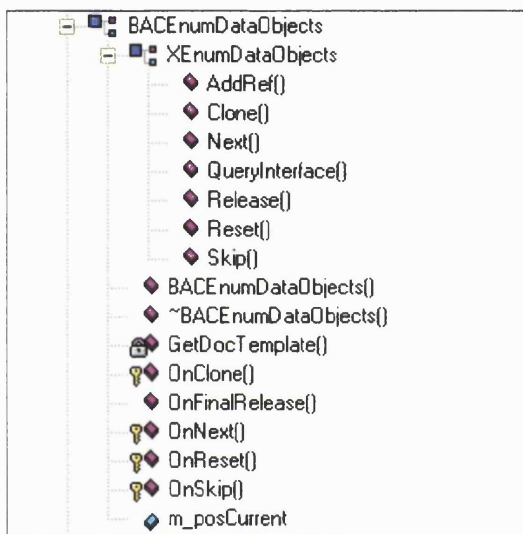 BACEnumDataObjects
XEnumDataObjects
AddRef()
Clone()
Next()
QueryInterface()
Release()
Reset()
Skip()
BACEnumDataObjects()
~BACEnumDataObjects()
GetDocTemplate()
OnClone()
OnFinalRelease()
OnNext()
OnReset()
OnSkip()
m_posCurrent